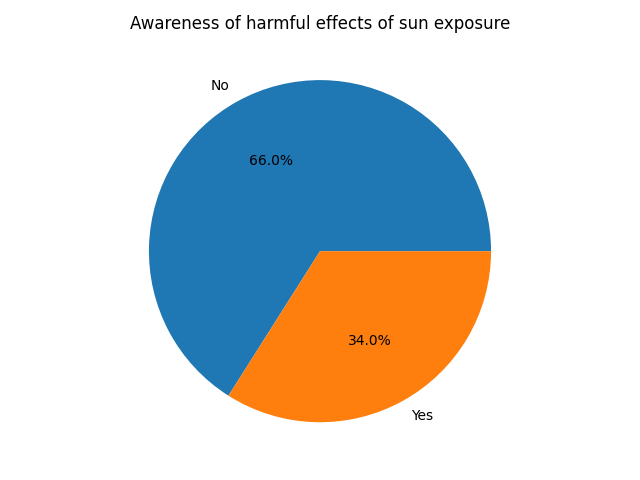 Awareness of harmful effects of sun exposure
No
66.0%
34.0%
Yes